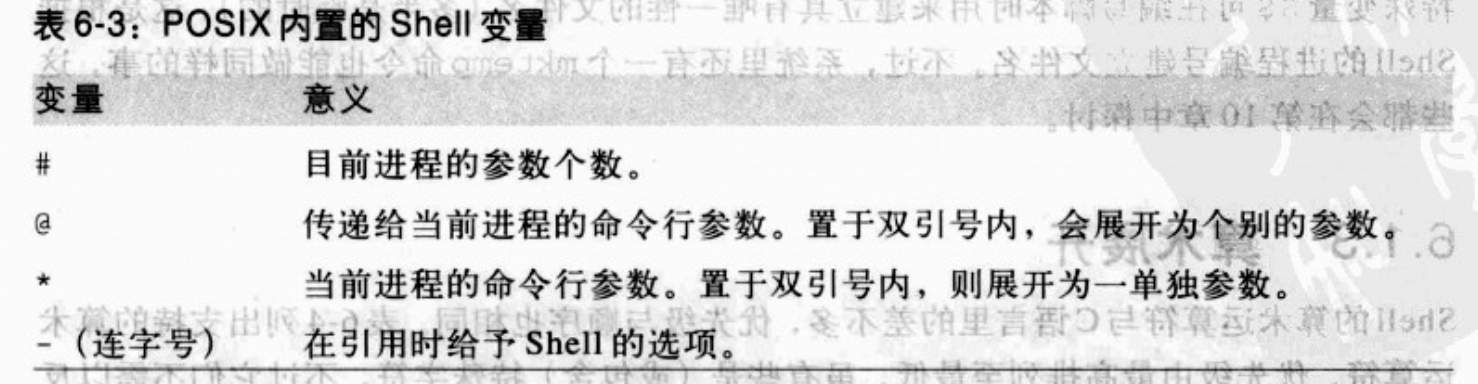 表 6-3：POSIX 内置的 Shell 变量
变量 意义
# 目前进程的参数个数。
@ 传递给当前进程的命令行参数。置于双引号内，会展开为个别的参数。
* 当前进程的命令行参数。置于双引号内，则展开为一单独参数。
-（连字号） 在引用时给予 Shell 的选项。